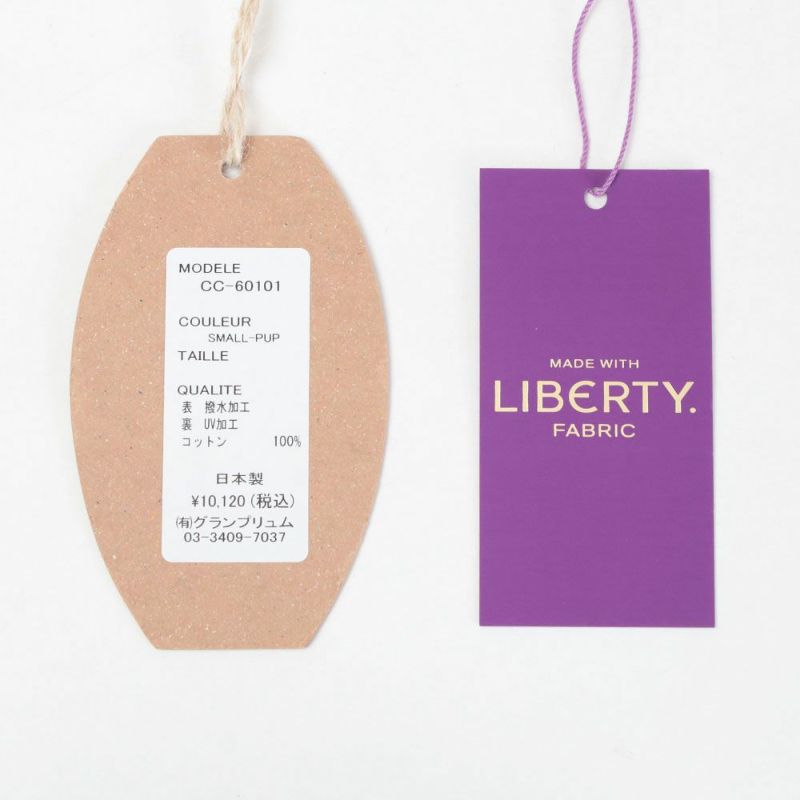 MODELE
CC-60101
COULEUR
SMALL-PUP
TAILLE
QUALITE
表 撥水加工
裏 UV加工
コットン 100%
日本製
¥10,120(税込)
㈲グランプリュム
03-3409-7037
MADE WITH
LIBERTY.
FABRIC